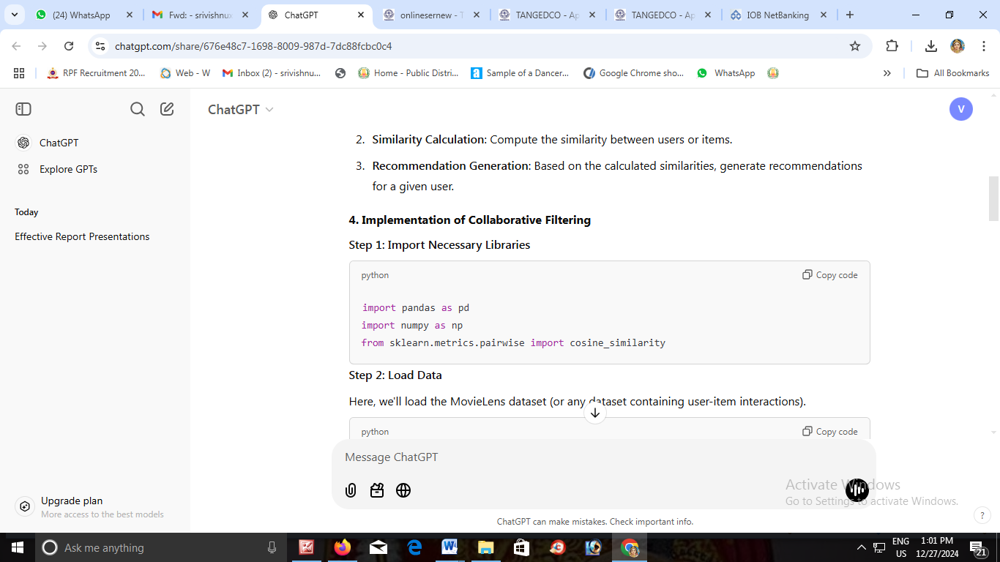 (24) WhatsApp
Fwd: - srivishnux
ChatGPT
onlinesernew - T
TANGEDCO - Ap
TANGEDCO - Ap
IOB NetBanking
chatgpt.com/share/676e48c7-1698-8009-987d-7dc88fcbc0c4
RPF Recruitment 20...
Web - W
Inbox (2) - srivishnu...
Home - Public Distri...
Sample of a Dancer...
Google Chrome sho...
WhatsApp
All Bookmarks
ChatGPT
V
ChatGPT
Explore GPTs
Today
Effective Report Presentations
2. Similarity Calculation: Compute the similarity between users or items.
3. Recommendation Generation: Based on the calculated similarities, generate recommendations
for a given user.
4. Implementation of Collaborative Filtering
Step 1: Import Necessary Libraries
python
Copy code
import pandas as pd
import numpy as np
from sklearn.metrics.pairwise import cosine_similarity
Step 2: Load Data
Here, we'll load the MovieLens dataset (or any dataset containing user-item interactions).
python
Copy code
Message ChatGPT
Upgrade plan
More access to the best models
Activate Windows
Go to Settings to activate Windows.
ChatGPT can make mistakes. Check important info.
?
Ask me anything
ENG
US
1:01 PM
12/27/2024
21